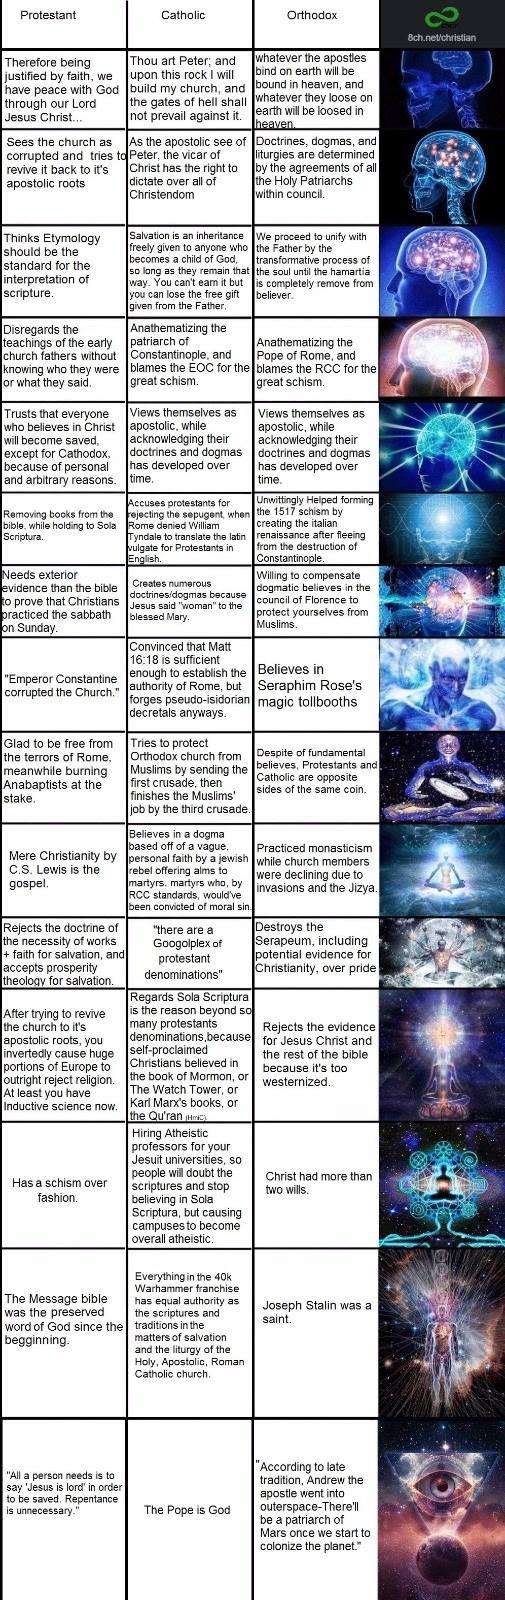 Protestant
Catholic
Orthodox
8ch.net/christian
Therefore being
justified by faith, we
have peace with God
through our Lord
Jesus Christ...
Thou art Peter; and
upon this rock I will
build my church, and
the gates of hell shall
not prevail against it.
whatever the apostles
bind on earth will be
bound in heaven, and
whatever they loose on
earth will be loosed in
heaven.
Sees the church as
corrupted and tries to
revive it back to it's
apostolic roots
As the apostolic see of
Peter, the vicar of
Christ has the right to
dictate over all of
Christendom
Doctrines, dogmas, and
liturgies are determined
by the agreements of all
the Holy Patriarchs
within council.
Thinks Etymology
should be the
standard for the
interpretation of
scripture.
Salvation is an inheritance
freely given to anyone who
becomes a child of God,
so long as they remain that
way. You can't earn it but
you can lose the free gift
given from the Father.
We proceed to unify with
the Father by the
transformative process of
the soul until the hamartía
is completely remove from
believer.
Disregards the
teachings of the early
church fathers without
knowing who they were
or what they said.
Anathematizing the
patriarch of
Constantinople, and
blames the EOC for the
great schism.
Anathematizing the
Pope of Rome, and
blames the RCC for the
great schism.
Trusts that everyone
who believes in Christ
will become saved,
except for Cathodox,
because of personal
and arbitrary reasons.
Views themselves as
apostolic, while
acknowledging their
doctrines and dogmas
has developed over
time.
Views themselves as
apostolic, while
acknowledging their
doctrines and dogmas
has developed over
time.
Removing books from the
bible, while holding to Sola
Scriptura.
Accuses protestants for
rejecting the sepugent, when
Rome denied William
Tyndale to translate the latin
vulgate for Protestants in
English.
Unwittingly Helped forming
the 1517 schism by
creating the italian
renaissance after fleeing
from the destruction of
Constantinople.
Needs exterior
evidence than the bible
to prove that Christians
practiced the sabbath
on Sunday.
Creates numerous
doctrines/dogmas because
Jesus said "woman" to the
blessed Mary.
Willing to compensate
dogmatic believes in the
council of Florence to
protect yourselves from
Muslims.
"Emperor Constantine
corrupted the Church."
Convinced that Matt
16:18 is sufficient
enough to establish the
authority of Rome, but
forges pseudo-isidorian
decretals anyways.
Believes in
Seraphim Rose's
magic tollbooths
Glad to be free from
the terrors of Rome,
meanwhile burning
Anabaptists at the
stake.
Tries to protect
Orthodox church from
Muslims by sending the
first crusade, then
finishes the Muslims'
job by the third crusade.
Despite of fundamental
believes, Protestants and
Catholic are opposite
sides of the same coin.
Mere Christianity by
C.S. Lewis is the
gospel.
Believes in a dogma
based off of a vague,
personal faith by a jewish
rebel offering alms to
martyrs. martyrs who, by
RCC standards, would've
been convicted of moral sin.
Practiced monasticism
while church members
were declining due to
invasions and the Jizya.
Rejects the doctrine of
the necessity of works
+ faith for salvation, and
accepts prosperity
theology for salvation.
"there are a
Googolplex of
protestant
denominations"
Destroys the
Serapeum, including
potential evidence for
Christianity, over pride
After trying to revive
the church to it's
apostolic roots, you
invertedly cause huge
portions of Europe to
outright reject religion.
At least you have
Inductive science now.
Regards Sola Scriptura
is the reason beyond so
many protestants
denominations,because
self-proclaimed
Christians believed in
the book of Mormon, or
The Watch Tower, or
Karl Marx's books, or
the Qu'ran (HmiC).
Rejects the evidence
for Jesus Christ and
the rest of the bible
because it's too
westernized.
Has a schism over
fashion.
Hiring Atheistic
professors for your
Jesuit universities, so
people will doubt the
scriptures and stop
believing in Sola
Scriptura, but causing
campuses to become
overall atheistic.
Christ had more than
two wills.
The Message bible
was the preserved
word of God since the
begginning.
Everything in the 40k
Warhammer franchise
has equal authority as
the scriptures and
traditions in the
matters of salvation
and the liturgy of the
Holy, Apostolic, Roman
Catholic church.
Joseph Stalin was a
saint.
"All a person needs is to
say 'Jesus is lord' in order
to be saved. Repentance
is unnecessary."
The Pope is God
"According to late
tradition, Andrew the
apostle went into
outerspace-There'll
be a patriarch of
Mars once we start to
colonize the planet."